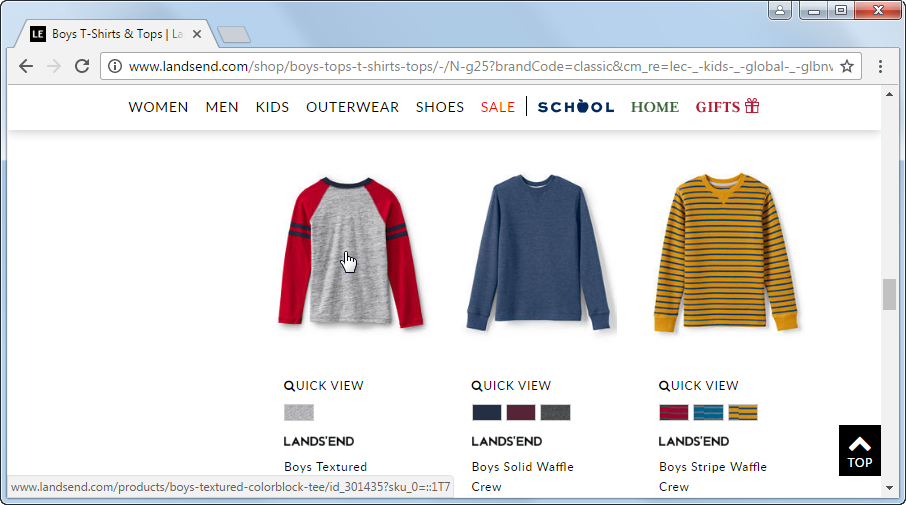 LE Boys T-Shirts & Tops | La
www.landsend.com/shop/boys-tops-t-shirts-tops/-/N-g25?brandCode=classic&cm_re=lec-_-kids-_-global-_-glbnv
WOMEN MEN KIDS OUTERWEAR SHOES SALE SCHOOL HOME GIFTS
QUICK VIEW QUICK VIEW QUICK VIEW
LANDS'END LANDS'END LANDS'END
Boys Textured Boys Solid Waffle Boys Stripe Waffle
Crew Crew
TOP
www.landsend.com/products/boys-textured-colorblock-tee/id_301435?sku_0=::1T7